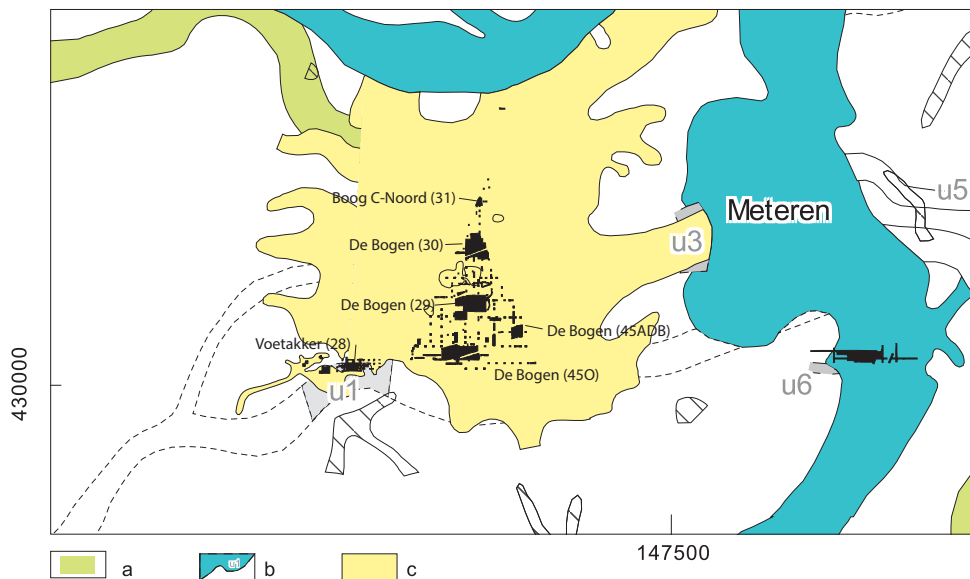 u5
Meteren
Boog C-Noord (31)
u3
De Bogen (30)
De Bogen (29)
De Bogen (45ADB)
Voetakker (28)
De Bogen (45O)
u1
u6
430000
147500
a
u1
b
c